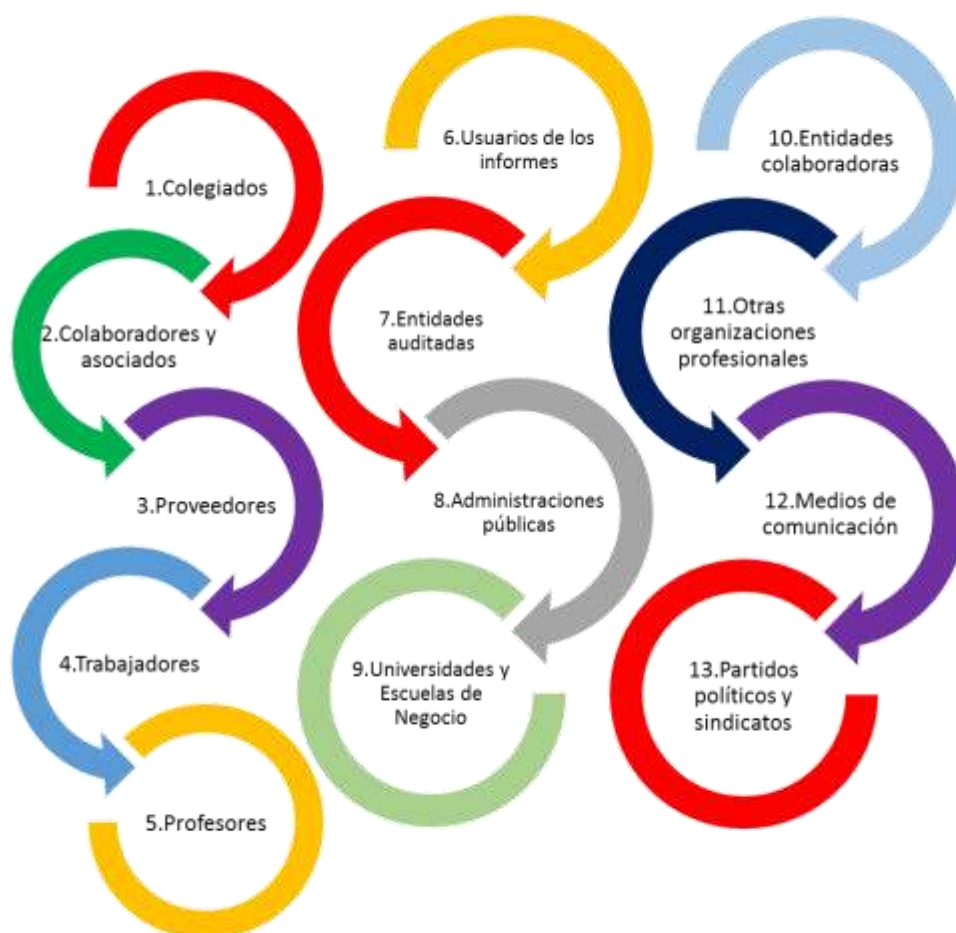 1.Colegiados
2.Colaboradores y
asociados
3.Proveedores
4.Trabajadores
5.Profesores
6.Usuarios de los
informes
7.Entidades
auditadas
8.Administraciones
públicas
9.Universidades y
Escuelas de
Negocio
10.Entidades
colaboradoras
11.Otras
organizaciones
profesionales
12.Medios de
comunicación
13.Partidos
políticos y
sindicatos